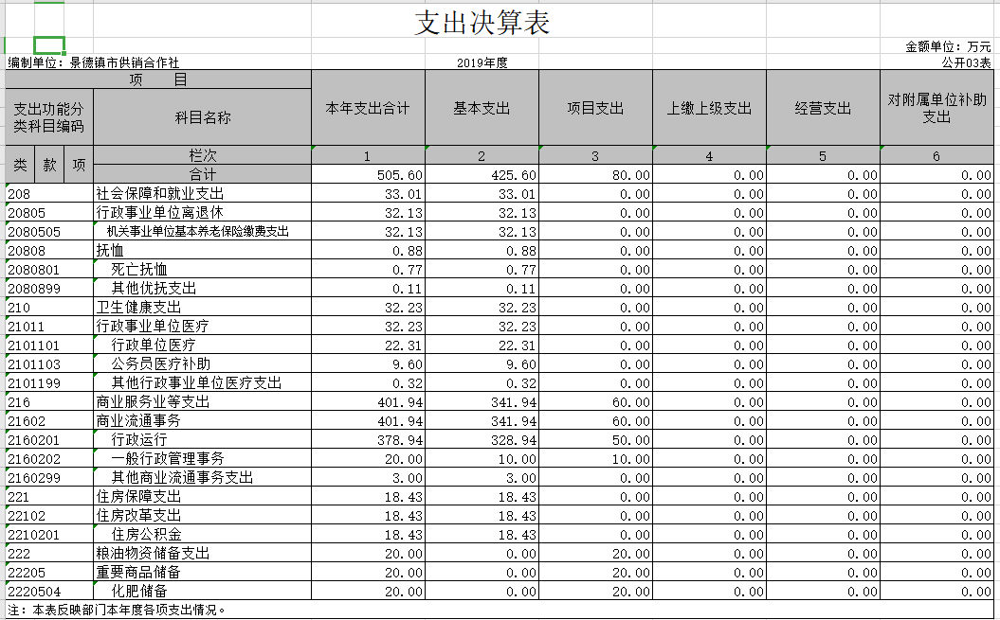 支出决算表
金额单位：万元
编制单位：景德镇市供销合作社 2019年度 公开03表
项 目 本年支出合计 基本支出 项目支出 上缴上级支出 经营支出 对附属单位补助支出
支出功能分类科目编码 科目名称
类 款 项 栏次 1 2 3 4 5 6
合计 505.60 425.60 80.00 0.00 0.00 0.00
208 社会保障和就业支出 33.01 33.01 0.00 0.00 0.00 0.00
20805 行政事业单位离退休 32.13 32.13 0.00 0.00 0.00 0.00
2080505 机关事业单位基本养老保险缴费支出 32.13 32.13 0.00 0.00 0.00 0.00
20808 抚恤 0.88 0.88 0.00 0.00 0.00 0.00
2080801 死亡抚恤 0.77 0.77 0.00 0.00 0.00 0.00
2080899 其他优抚支出 0.11 0.11 0.00 0.00 0.00 0.00
210 卫生健康支出 32.23 32.23 0.00 0.00 0.00 0.00
21011 行政事业单位医疗 32.23 32.23 0.00 0.00 0.00 0.00
2101101 行政单位医疗 22.31 22.31 0.00 0.00 0.00 0.00
2101103 公务员医疗补助 9.60 9.60 0.00 0.00 0.00 0.00
2101199 其他行政事业单位医疗支出 0.32 0.32 0.00 0.00 0.00 0.00
216 商业服务业等支出 401.94 341.94 60.00 0.00 0.00 0.00
21602 商业流通事务 401.94 341.94 60.00 0.00 0.00 0.00
2160201 行政运行 378.94 328.94 50.00 0.00 0.00 0.00
2160202 一般行政管理事务 20.00 10.00 10.00 0.00 0.00 0.00
2160299 其他商业流通事务支出 3.00 3.00 0.00 0.00 0.00 0.00
221 住房保障支出 18.43 18.43 0.00 0.00 0.00 0.00
22102 住房改革支出 18.43 18.43 0.00 0.00 0.00 0.00
2210201 住房公积金 18.43 18.43 0.00 0.00 0.00 0.00
222 粮油物资储备支出 20.00 0.00 20.00 0.00 0.00 0.00
22205 重要商品储备 20.00 0.00 20.00 0.00 0.00 0.00
2220504 化肥储备 20.00 0.00 20.00 0.00 0.00 0.00
注：本表反映部门本年度各项支出情况。